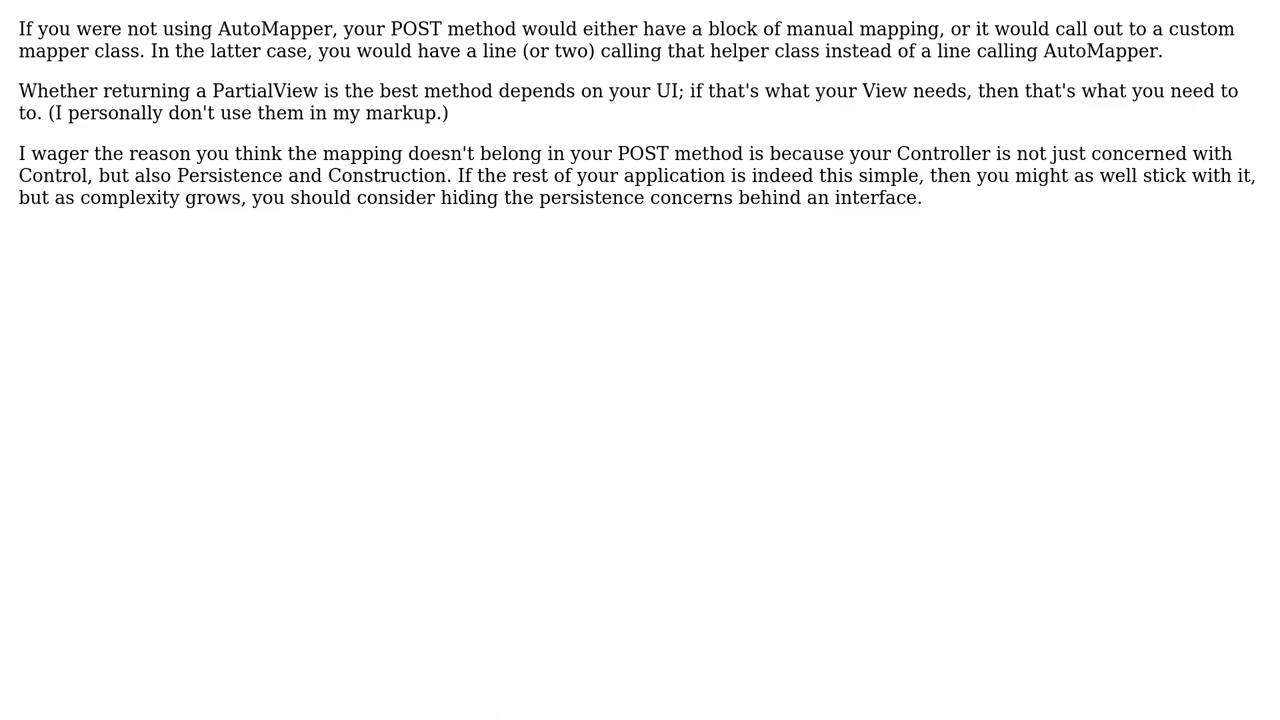 If you were not using AutoMapper, your POST method would either have a block of manual mapping, or it would call out to a custom
mapper class. In the latter case, you would have a line (or two) calling that helper class instead of a line calling AutoMapper.
Whether returning a PartialView is the best method depends on your UI; if that's what your View needs, then that's what you need to
to. (I personally don't use them in my markup.)
I wager the reason you think the mapping doesn't belong in your POST method is because your Controller is not just concerned with
Control, but also Persistence and Construction. If the rest of your application is indeed this simple, then you might as well stick with it,
but as complexity grows, you should consider hiding the persistence concerns behind an interface.